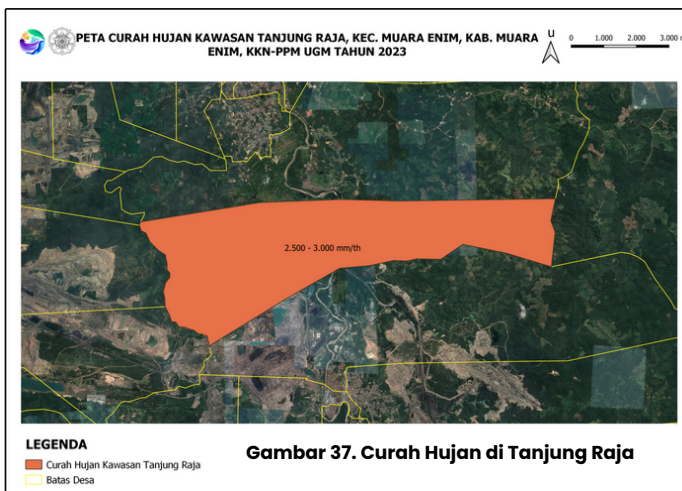 PETA CURAH HUJAN KAWASAN TANJUNG RAJA, KEC. MUARA ENIM, KAB. MUARA
ENIM, KKN-PPM UGM TAHUN 2023
U
0 1.000 2.000 3.000 m
2.500 - 3.000 mm/th
LEGENDA
Curah Hujan Kawasan Tanjung Raja
Batas Desa
Gambar 37. Curah Hujan di Tanjung Raja